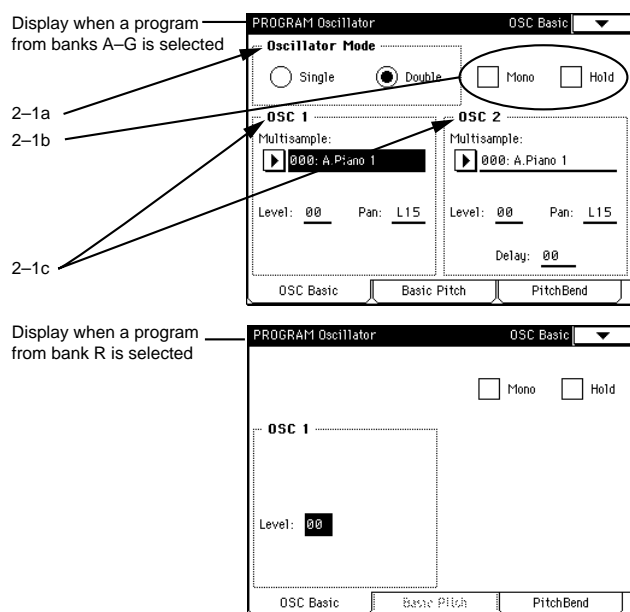 Display when a program
from banks A–G is selected
2–1a
2–1b
2–1c
PROGRAM Oscillator OSC Basic
Oscillator Mode
Single Double Mono Hold
OSC 1 OSC 2
Multisample: Multisample:
000: A.Piano 1 000: A.Piano 1
Level: 00 Pan: L15 Level: 00 Pan: L15
Delay: 00
OSC Basic Basic Pitch PitchBend
Display when a program
from bank R is selected
PROGRAM Oscillator OSC Basic
Mono Hold
OSC 1
Level: 00
OSC Basic Basic Pitch PitchBend